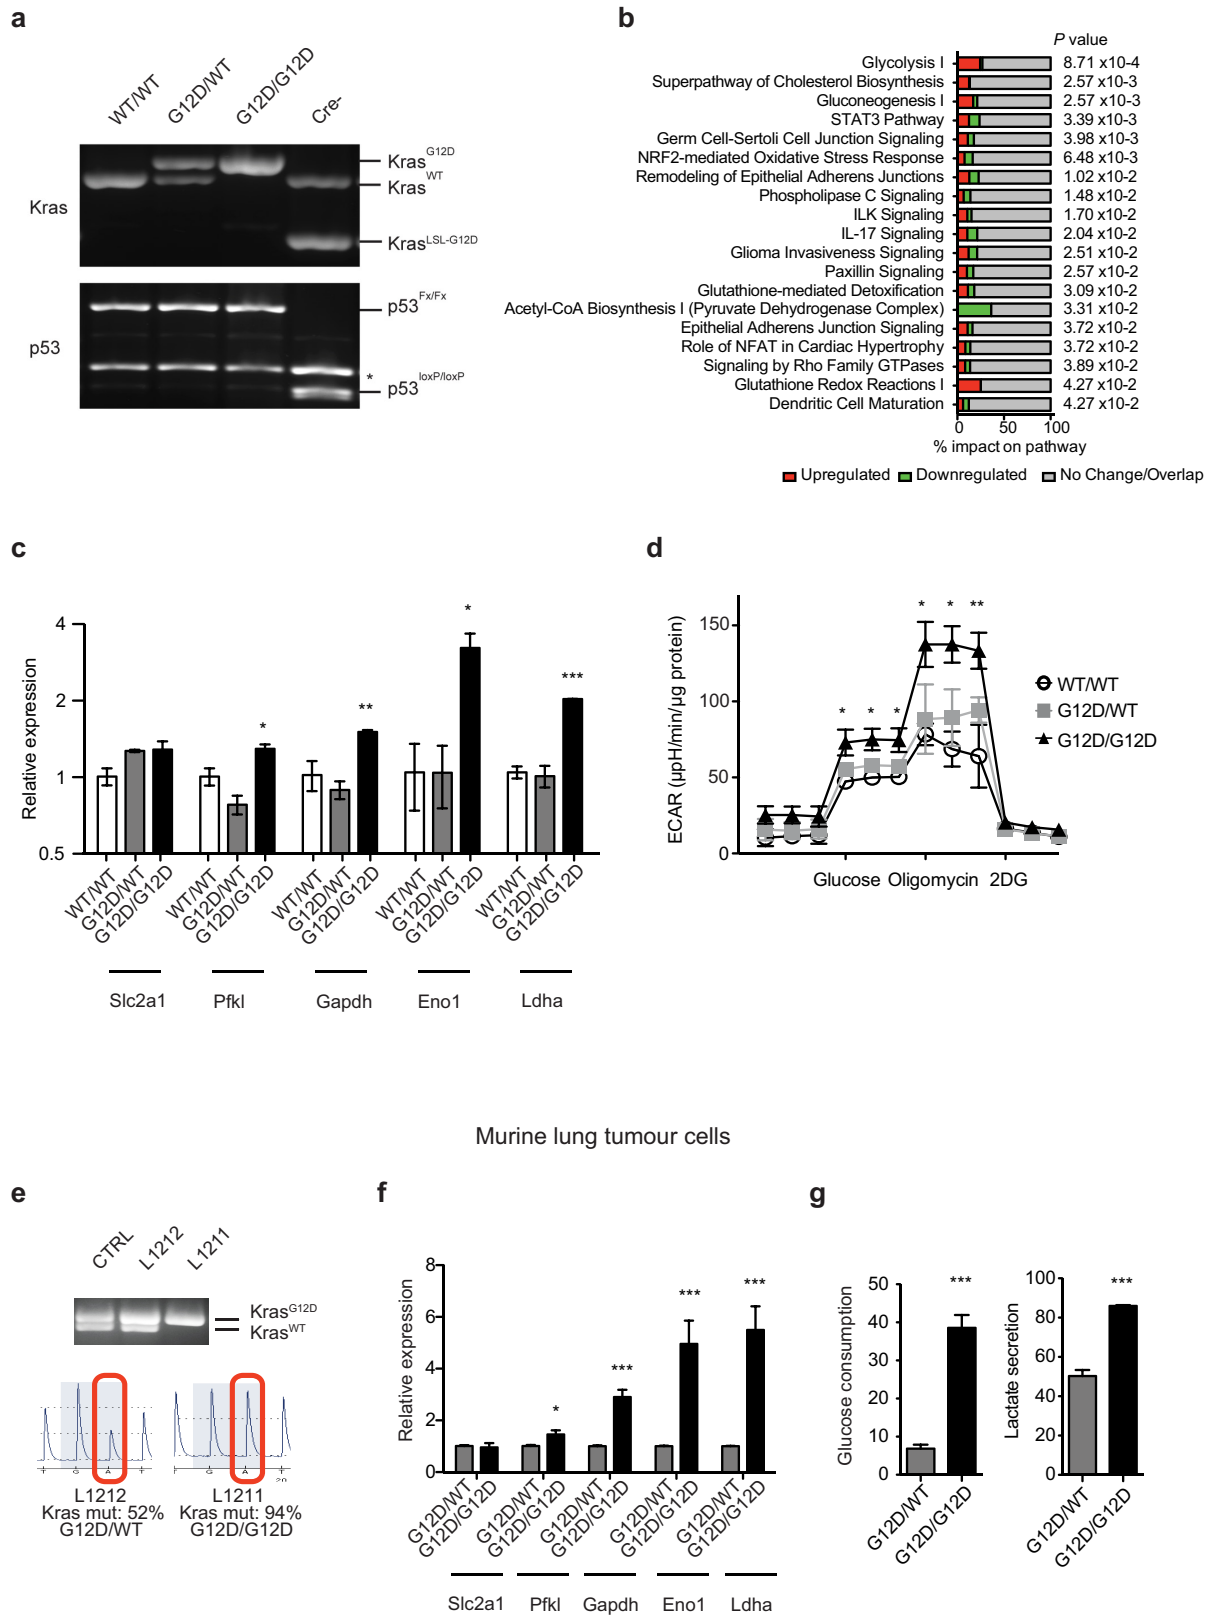 a
WT/WT G12D/WT G12D/G12D Cre-
Kras
Kras^G12D
Kras^WT
Kras^LSL-G12D
p53
p53^Fx/Fx
*
p53^loxP/loxP
b
P value
Glycolysis I 8.71 x10-4
Superpathway of Cholesterol Biosynthesis 2.57 x10-3
Gluconeogenesis I 2.57 x10-3
STAT3 Pathway 3.39 x10-3
Germ Cell-Sertoli Cell Junction Signaling 3.98 x10-3
NRF2-mediated Oxidative Stress Response 6.48 x10-3
Remodeling of Epithelial Adherens Junctions 1.02 x10-2
Phospholipase C Signaling 1.48 x10-2
ILK Signaling 1.70 x10-2
IL-17 Signaling 2.04 x10-2
Glioma Invasiveness Signaling 2.51 x10-2
Paxillin Signaling 2.57 x10-2
Glutathione-mediated Detoxification 3.09 x10-2
Acetyl-CoA Biosynthesis I (Pyruvate Dehydrogenase Complex) 3.31 x10-2
Epithelial Adherens Junction Signaling 3.72 x10-2
Role of NFAT in Cardiac Hypertrophy 3.72 x10-2
Signaling by Rho Family GTPases 3.89 x10-2
Glutathione Redox Reactions I 4.27 x10-2
Dendritic Cell Maturation 4.27 x10-2
0 50 100
% impact on pathway
Upregulated Downregulated No Change/Overlap
c
Relative expression
4
2
1
0.5
* ** * ***
WT/WT G12D/WT G12D/G12D WT/WT G12D/WT G12D/G12D WT/WT G12D/WT G12D/G12D WT/WT G12D/WT G12D/G12D WT/WT G12D/WT G12D/G12D
Slc2a1 Pfkl Gapdh Eno1 Ldha
d
ECAR (µpH/min/µg protein)
150
100
50
0
* * * * * **
WT/WT
G12D/WT
G12D/G12D
Glucose Oligomycin 2DG
Murine lung tumour cells
e
CTRL L1212 L1211
Kras^G12D
Kras^WT
T G A T
G A T
20
L1212 L1211
Kras mut: 52% Kras mut: 94%
G12D/WT G12D/G12D
f
Relative expression
8
6
4
2
0
* *** *** ***
G12D/WT G12D/G12D G12D/WT G12D/G12D G12D/WT G12D/G12D G12D/WT G12D/G12D G12D/WT G12D/G12D
Slc2a1 Pfkl Gapdh Eno1 Ldha
g
Glucose consumption
50
40
30
20
10
0
***
G12D/WT G12D/G12D
Lactate secretion
100
80
60
40
20
0
***
G12D/WT G12D/G12D